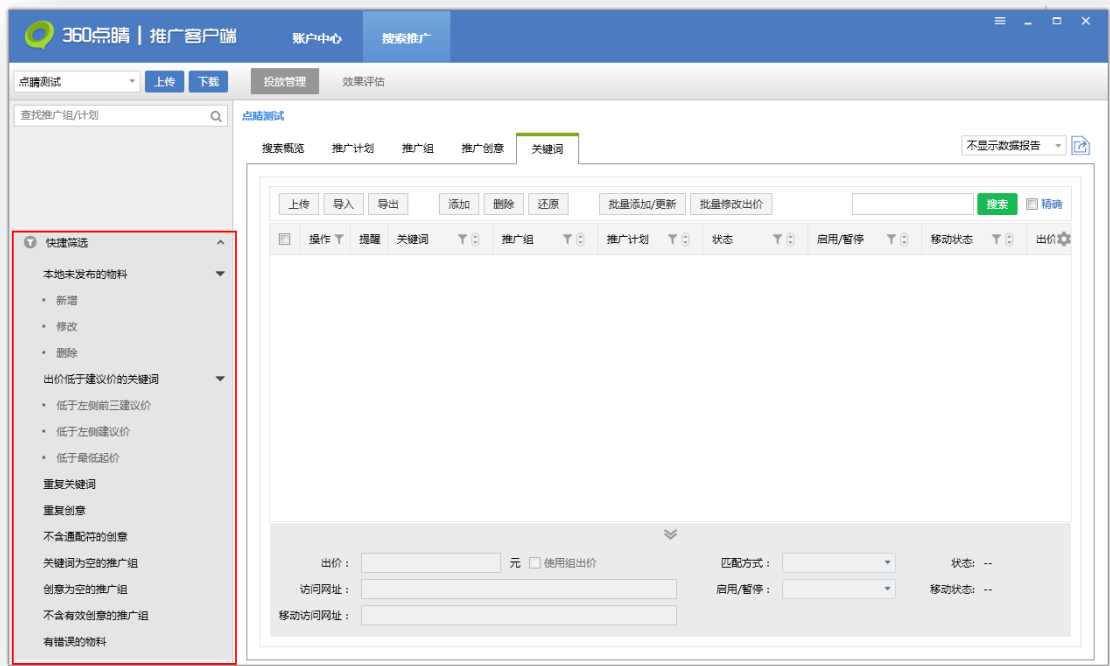 360点睛 | 推广客户端
账户中心 搜索推广
点睛测试 上传 下载 投放管理 效果评估
查找推广组/计划
点睛测试
搜索概览 推广计划 推广组 推广创意 关键词 不显示数据报告
上传 导入 导出 添加 删除 还原 批量添加/更新 批量修改出价 搜索 精确
操作 提醒 关键词 推广组 推广计划 状态 启用/暂停 移动状态 出价
快捷筛选
本地未发布的物料
新增
修改
删除
出价低于建议价的关键词
低于左侧前三建议价
低于左侧建议价
低于最低起价
重复关键词
重复创意
不含通配符的创意
关键词为空的推广组
创意为空的推广组
不含有效创意的推广组
有错误的物料
出价： 元 使用组出价 匹配方式： 状态: --
访问网址： 启用/暂停： 移动状态: --
移动访问网址：